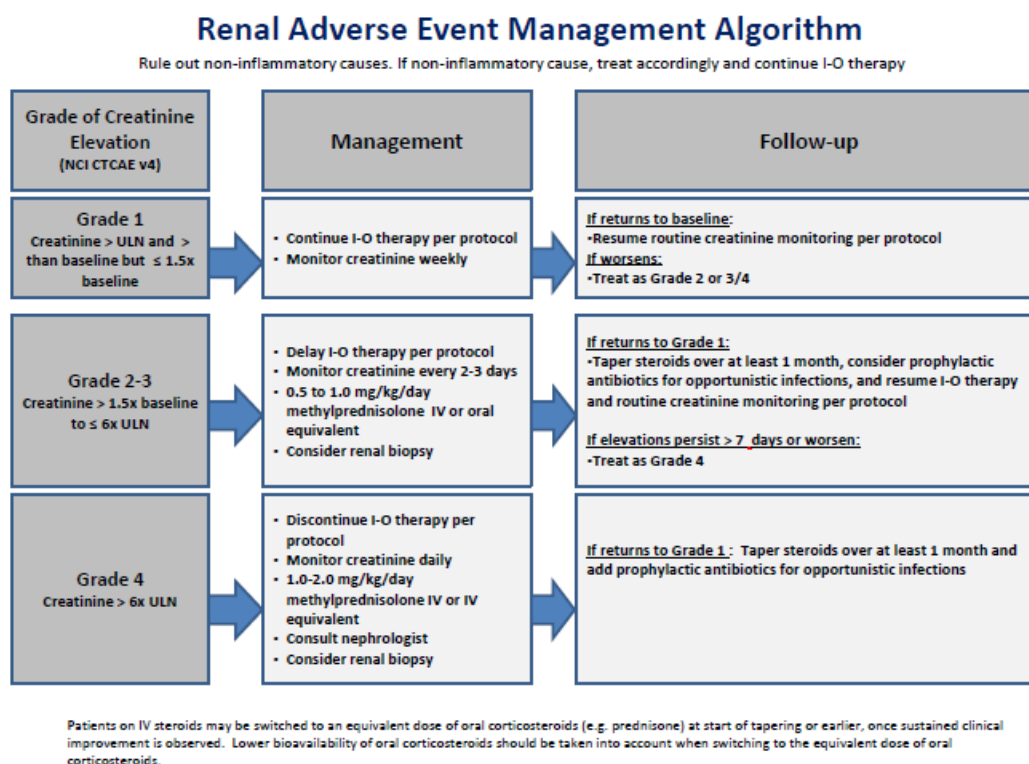 Renal Adverse Event Management Algorithm
Rule out non-inflammatory causes. If non-inflammatory cause, treat accordingly and continue I-O therapy
Grade of Creatinine
Elevation
(NCI CTCAE v4)
Management
Follow-up
Grade 1
Creatinine > ULN and >
than baseline but ≤ 1.5x
baseline
• Continue I-O therapy per protocol
• Monitor creatinine weekly
If returns to baseline:
•Resume routine creatinine monitoring per protocol
If worsens:
•Treat as Grade 2 or 3/4
Grade 2-3
Creatinine > 1.5x baseline
to ≤ 6x ULN
• Delay I-O therapy per protocol
• Monitor creatinine every 2-3 days
• 0.5 to 1.0 mg/kg/day
methylprednisolone IV or oral
equivalent
• Consider renal biopsy
If returns to Grade 1:
•Taper steroids over at least 1 month, consider prophylactic
antibiotics for opportunistic infections, and resume I-O therapy
and routine creatinine monitoring per protocol
If elevations persist > 7 days or worsen:
•Treat as Grade 4
Grade 4
Creatinine > 6x ULN
• Discontinue I-O therapy per
protocol
• Monitor creatinine daily
• 1.0-2.0 mg/kg/day
methylprednisolone IV or IV
equivalent
• Consult nephrologist
• Consider renal biopsy
If returns to Grade 1 : Taper steroids over at least 1 month and
add prophylactic antibiotics for opportunistic infections
Patients on IV steroids may be switched to an equivalent dose of oral corticosteroids (e.g. prednisone) at start of tapering or earlier, once sustained clinical
improvement is observed. Lower bioavailability of oral corticosteroids should be taken into account when switching to the equivalent dose of oral
corticosteroids.